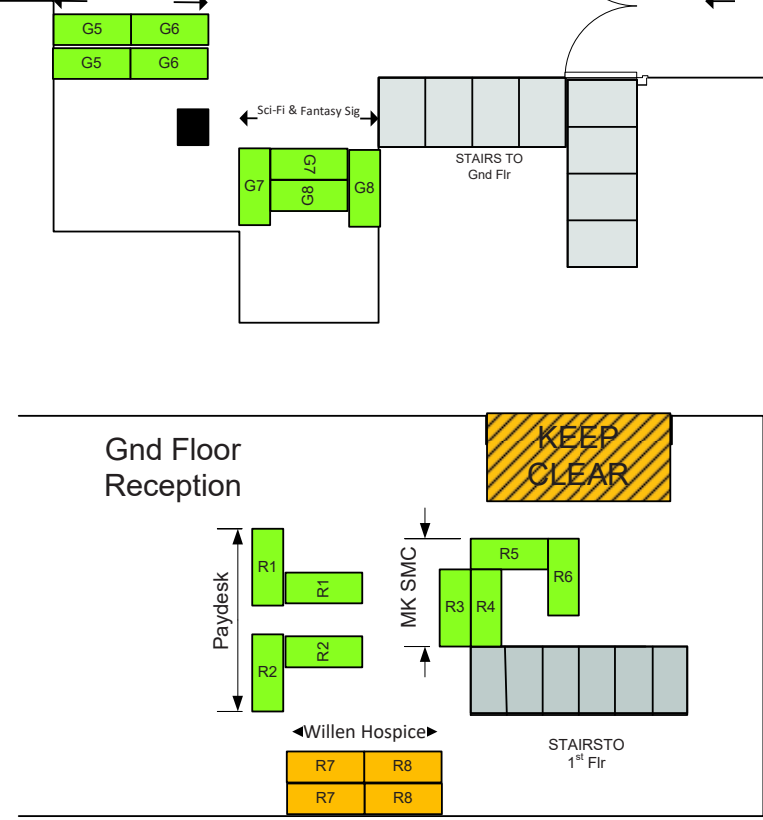 G5 G6
G5 G6
Sci-Fi & Fantasy Sig
G7
G7
G8
G8
STAIRS TO
Gnd Flr
Gnd Floor
Reception
KEEP
CLEAR
Paydesk
R1
R1
R2
R2
MK SMC
R5
R6
R3 R4
Willen Hospice
R7 R8
R7 R8
STAIRSTO
1st Flr